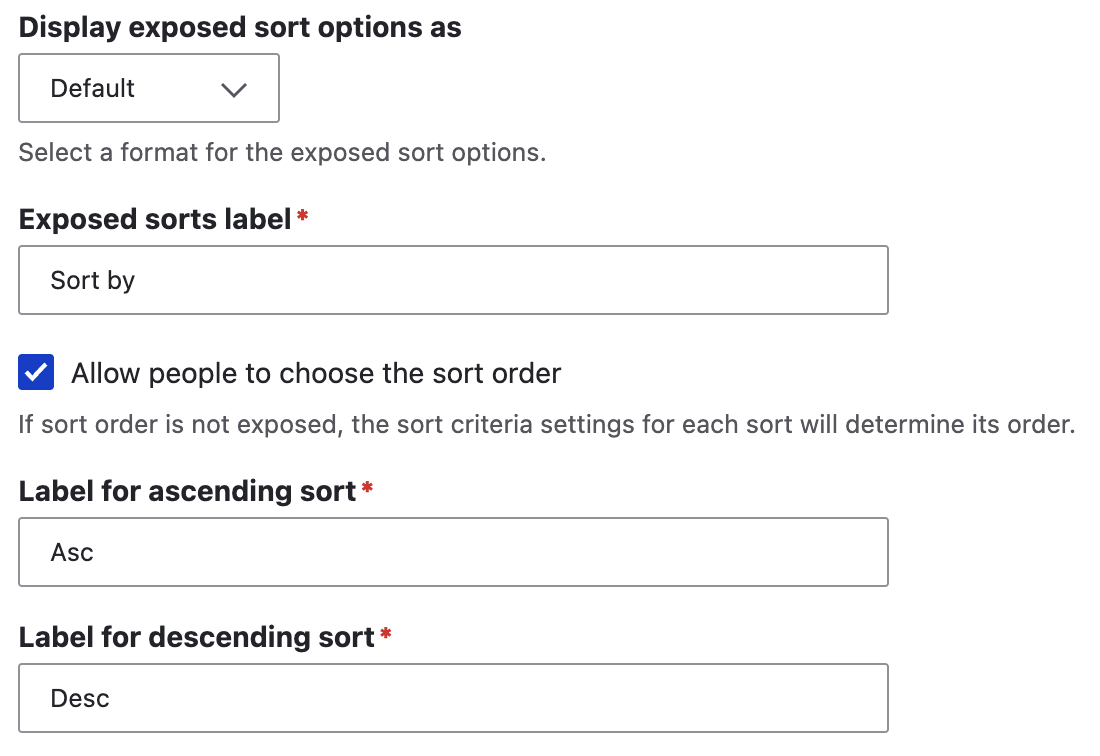 Display exposed sort options as
Default
Select a format for the exposed sort options.
Exposed sorts label*
Sort by
Allow people to choose the sort order
If sort order is not exposed, the sort criteria settings for each sort will determine its order.
Label for ascending sort*
Asc
Label for descending sort*
Desc